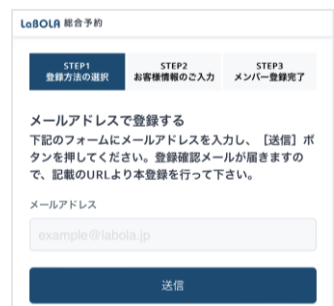 LaBOLA 総合予約
STEP1
登録方法の選択
STEP2
お客様情報のご入力
STEP3
メンバー登録完了
メールアドレスで登録する
下記のフォームにメールアドレスを入力し、［送信］ボ
タンを押してください。登録確認メールが届きますの
で、記載のURLより本登録を行って下さい。
メールアドレス
example@labola.jp
送信